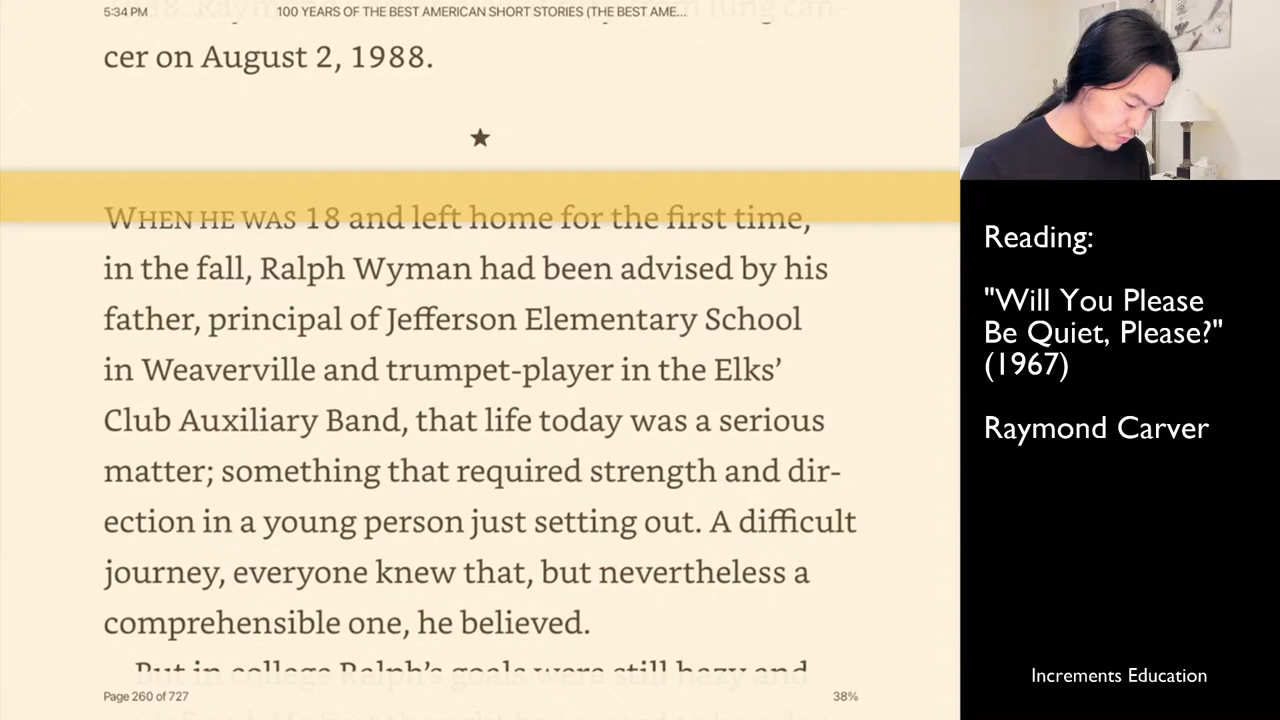 5:34 PM
100 YEARS OF THE BEST AMERICAN SHORT STORIES (THE BEST AME...
cer on August 2, 1988.
WHEN HE WAS 18 and left home for the first time,
in the fall, Ralph Wyman had been advised by his
father, principal of Jefferson Elementary School
in Weaverville and trumpet-player in the Elks’
Club Auxiliary Band, that life today was a serious
matter; something that required strength and dir-
ection in a young person just setting out. A difficult
journey, everyone knew that, but nevertheless a
comprehensible one, he believed.
But in college Ralph’s goals were still hazy and
Page 260 of 727
38%
Reading:
"Will You Please
Be Quiet, Please?"
(1967)
Raymond Carver
Increments Education